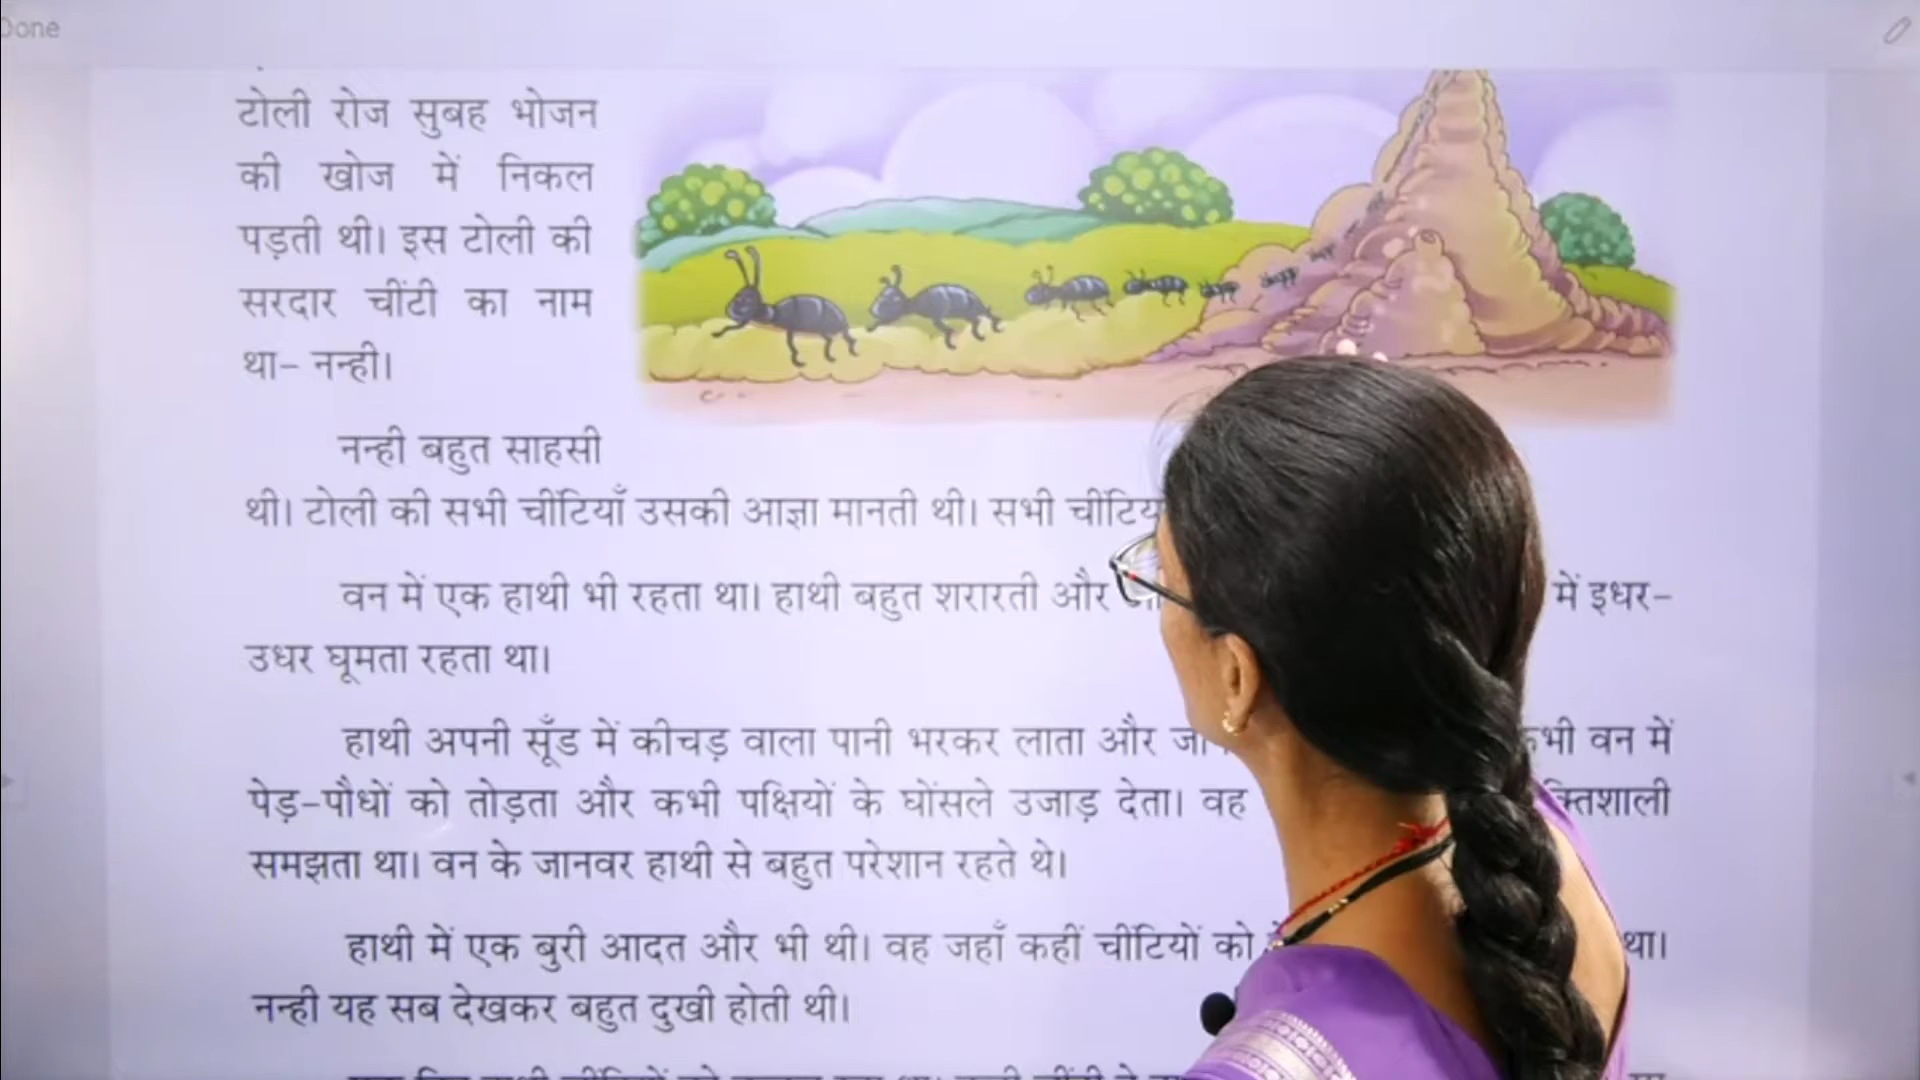 Done
टोली रोज सुबह भोजन
की खोज में निकल
पड़ती थी। इस टोली की
सरदार चींटी का नाम
था– नन्ही।
नन्ही बहुत साहसी
थी। टोली की सभी चींटियाँ उसकी आज्ञा मानती थी। सभी
वन में एक हाथी भी रहता था। हाथी बहुत शरारती और में इधर–
उधर घूमता रहता था।
हाथी अपनी सूँड में कीचड़ वाला पानी भरकर लाता और वन में
पेड़–पौधों को तोड़ता और कभी पक्षियों के घोंसले उजाड़ देता। वह
समझता था। वन के जानवर हाथी से बहुत परेशान रहते थे।
हाथी में एक बुरी आदत और भी थी। वह जहाँ कहीं चींटियों को था।
नन्ही यह सब देखकर बहुत दुखी होती थी।